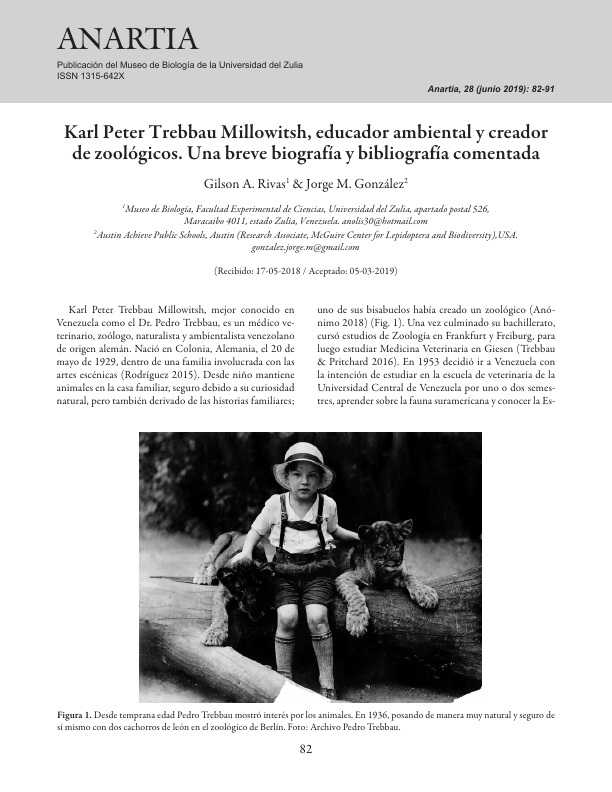 ANARTIA
Publicación del Museo de Biología de la Universidad del Zulia
ISSN 1315-642X
Anartia, 28 (junio 2019): 82-91
Karl Peter Trebbau Millowitsh, educador ambiental y creador
de zoológicos. Una breve biografía y bibliografía comentada
Gilson A. Rivas1 & Jorge M. González2
1Museo de Biología, Facultad Experimental de Ciencias, Universidad del Zulia, apartado postal 526,
Maracaibo 4011, estado Zulia, Venezuela. anolis30@hotmail.com
2Austin Achieve Public Schools, Austin (Research Associate, McGuire Center for Lepidoptera and Biodiversity),USA.
gonzalez.jorge.m@gmail.com
(Recibido: 17-05-2018 / Aceptado: 05-03-2019)
Karl Peter Trebbau Millowitsh, mejor conocido en
Venezuela como el Dr. Pedro Trebbau, es un médico ve-
terinario, zoólogo, naturalista y ambientalista venezolano
de origen alemán. Nació en Colonia, Alemania, el 20 de
mayo de 1929, dentro de una familia involucrada con las
artes escénicas (Rodríguez 2015). Desde niño mantiene
animales en la casa familiar, seguro debido a su curiosidad
natural, pero también derivado de las historias familiares;
uno de sus bisabuelos había creado un zoológico (Anó-
nimo 2018) (Fig. 1). Una vez culminado su bachillerato,
cursó estudios de Zoología en Frankfurt y Freiburg, para
luego estudiar Medicina Veterinaria en Giesen (Trebbau
& Pritchard 2016). En 1953 decidió ir a Venezuela con
la intención de estudiar en la escuela de veterinaria de la
Universidad Central de Venezuela por uno o dos semes-
tres, aprender sobre la fauna suramericana y conocer la Es-
Figura 1. Desde temprana edad Pedro Trebbau mostró interés por los animales. En 1936, posando de manera muy natural y seguro de
sí mismo con dos cachorros de león en el zoológico de Berlín. Foto: Archivo Pedro Trebbau.
82